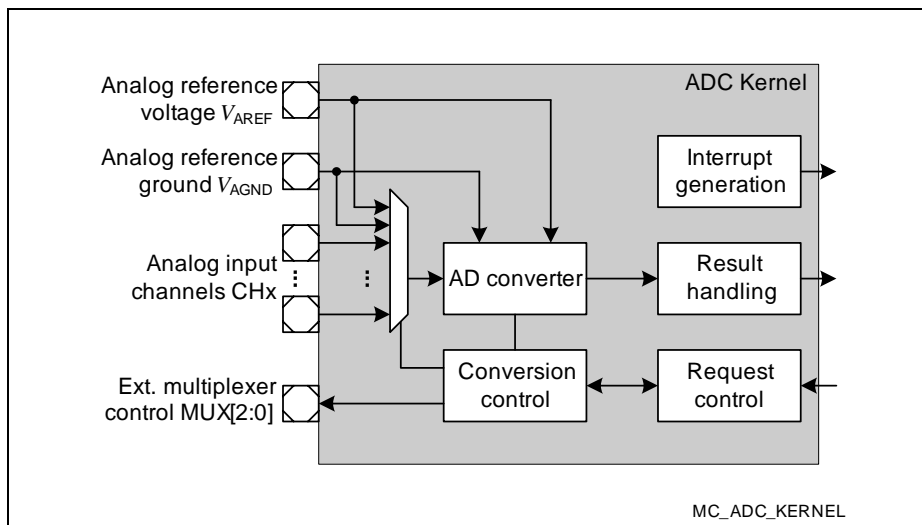 ADC Kernel
Analog reference
voltage VAREF
Analog reference
ground VAGND
Interrupt
generation
Analog input
channels CHx
AD converter
Result
handling
Ext. multiplexer
control MUX[2:0]
Conversion
control
Request
control
MC_ADC_KERNEL